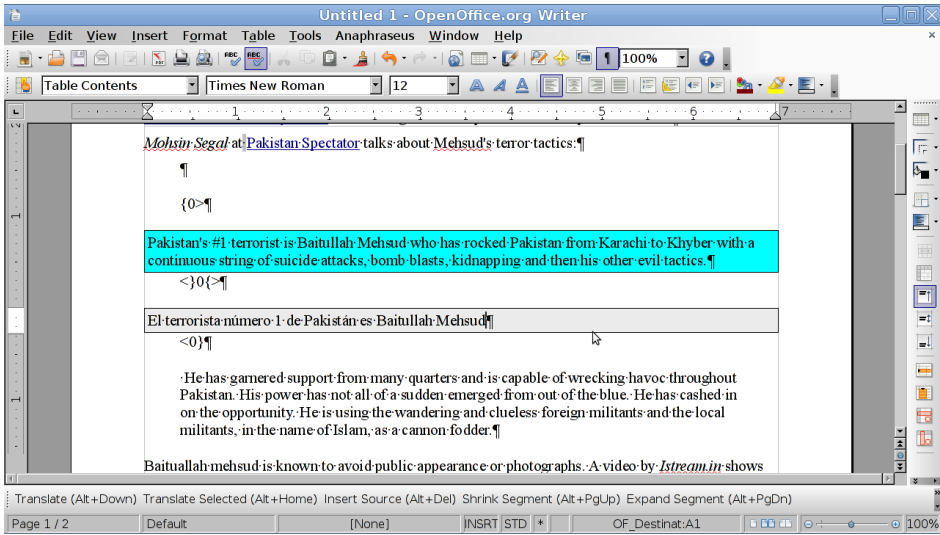 Untitled 1 - OpenOffice.org Writer
File Edit View Insert Format Table Tools Anaphraseus Window Help
ABC ABC 100%
Table Contents Times New Roman 12
1 2 3 4 5 6 7
Mohsin Segal at Pakistan Spectator talks about Mehsud's terror tactics:¶
¶
{0>¶
Pakistan's #1 terrorist is Baitullah Mehsud who has rocked Pakistan from Karachi to Khyber with a
continuous string of suicide attacks, bomb blasts, kidnapping and then his other evil tactics.¶
<}0{>¶
El terrorista número 1 de Pakistán es Baitullah Mehsud¶
<0}¶
He has garnered support from many quarters and is capable of wrecking havoc throughout
Pakistan. His power has not all of a sudden emerged from out of the blue. He has cashed in
on the opportunity. He is using the wandering and clueless foreign militants and the local
militants, in the name of Islam, as a cannon fodder.¶
Baituallah mehsud is known to avoid public appearance or photographs. A video by Istream.in shows
Translate (Alt+Down) Translate Selected (Alt+Home) Insert Source (Alt+Del) Shrink Segment (Alt+PgUp) Expand Segment (Alt+PgDn)
Page 1 / 2 Default [None] INSRT STD * OF_Destinat:A1 100%